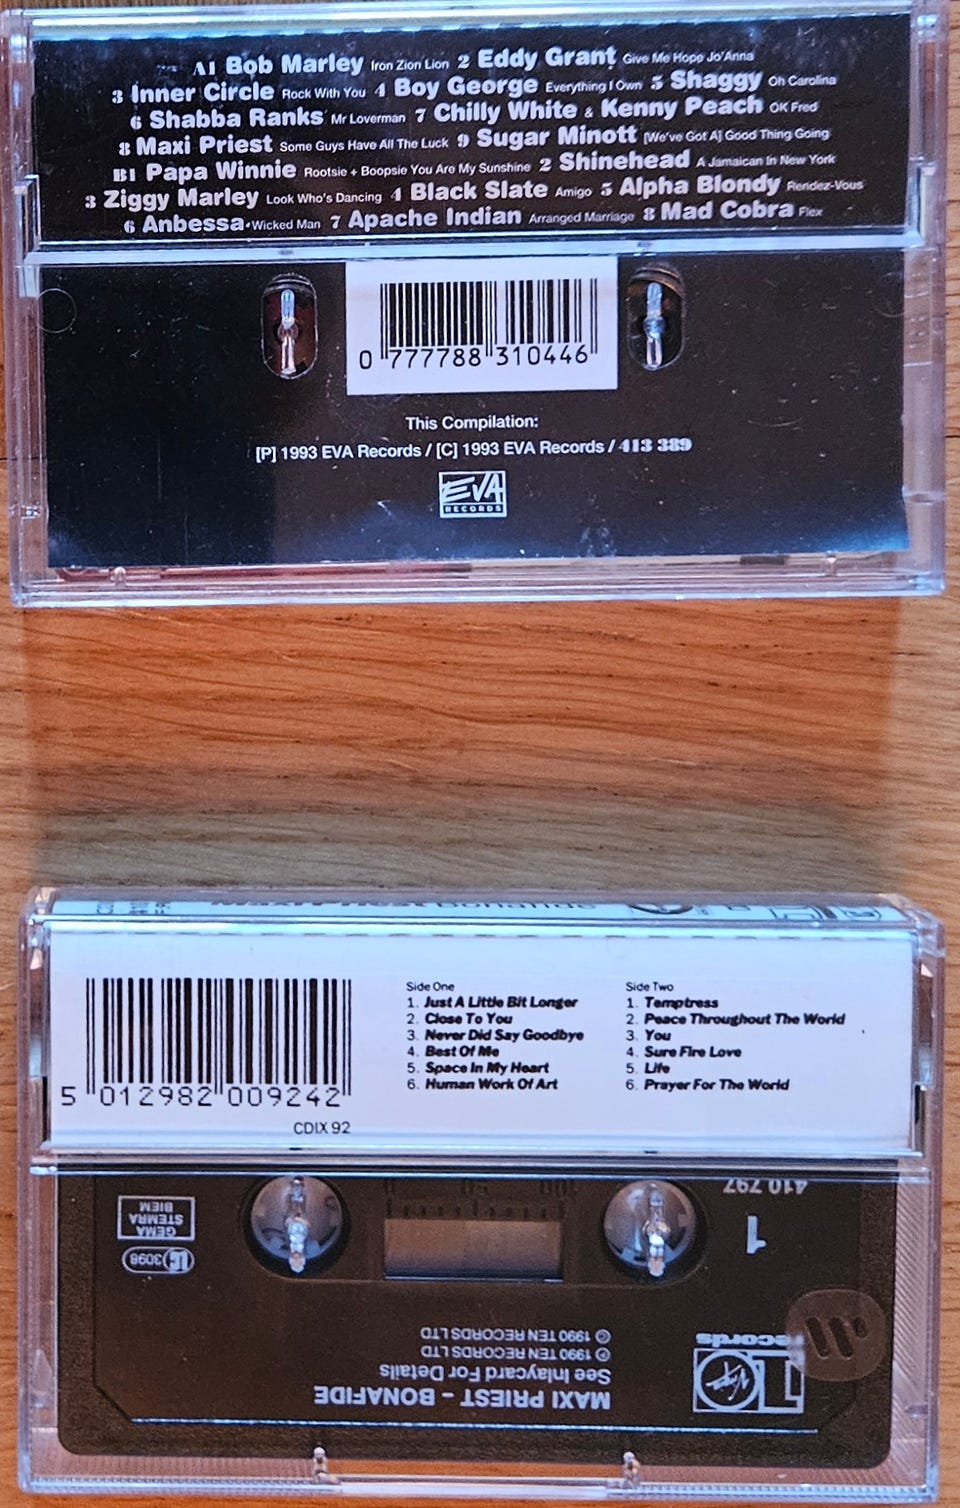 A1 Bob Marley Iron Zion Lion 2 Eddy Grant Give Me Hope Jo'Anna
3 Inner Circle Rock With You 4 Boy George Everything I Own 5 Shaggy Oh Carolina
6 Shabba Ranks Mr Loverman 7 Chilly White & Kenny Peach OK Fred
8 Maxi Priest Some Guys Have All The Luck 9 Sugar Minott [We've Got A] Good Thing Going
B1 Papa Winnie Rootsie + Boopsie You Are My Sunshine 2 Shinehead A Jamaican In New York
3 Ziggy Marley Look Who's Dancing 4 Black Slate Amigo 5 Alpha Blondy Rendez-Vous
6 Anbessa Wicked Man 7 Apache Indian Arranged Marriage 8 Mad Cobra Flex
0 777788 310446
This Compilation:
[P] 1993 EVA Records / [C] 1993 EVA Records / 413 389
EVA
RECORDS
Side One
1. Just A Little Bit Longer
2. Close To You
3. Never Did Say Goodbye
4. Best Of Me
5. Space In My Heart
6. Human Work Of Art
Side Two
1. Temptress
2. Peace Throughout The World
3. You
4. Sure Fire Love
5. Life
6. Prayer For The World
5 012982 009242
CDIX 92
MAXI PRIEST - BONAFIDE
See Inlaycard For Details
℗ 1990 TEN RECORDS LTD
© 1990 TEN RECORDS LTD
Virgin
records
LC 3098
GEMA
STEMRA
BIEM
1
410 797
50